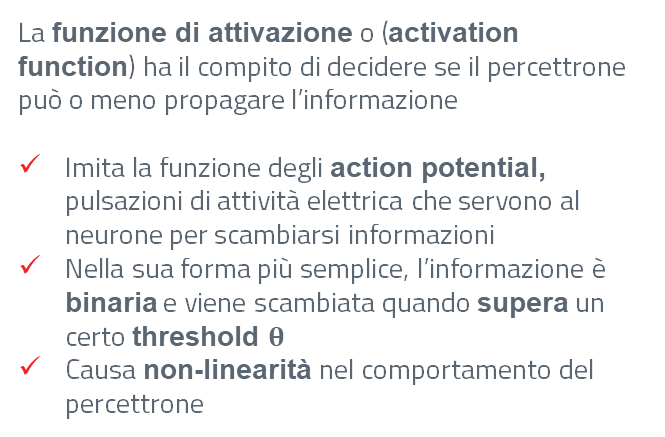 La funzione di attivazione o (activation
function) ha il compito di decidere se il percettrone
può o meno propagare l'informazione
Imita la funzione degli action potential,
pulsazioni di attività elettrica che servono al
neurone per scambiarsi informazioni
Nella sua forma più semplice, l'informazione è
binaria e viene scambiata quando supera un
certo threshold θ
Causa non-linearità nel comportamento del
percettrone